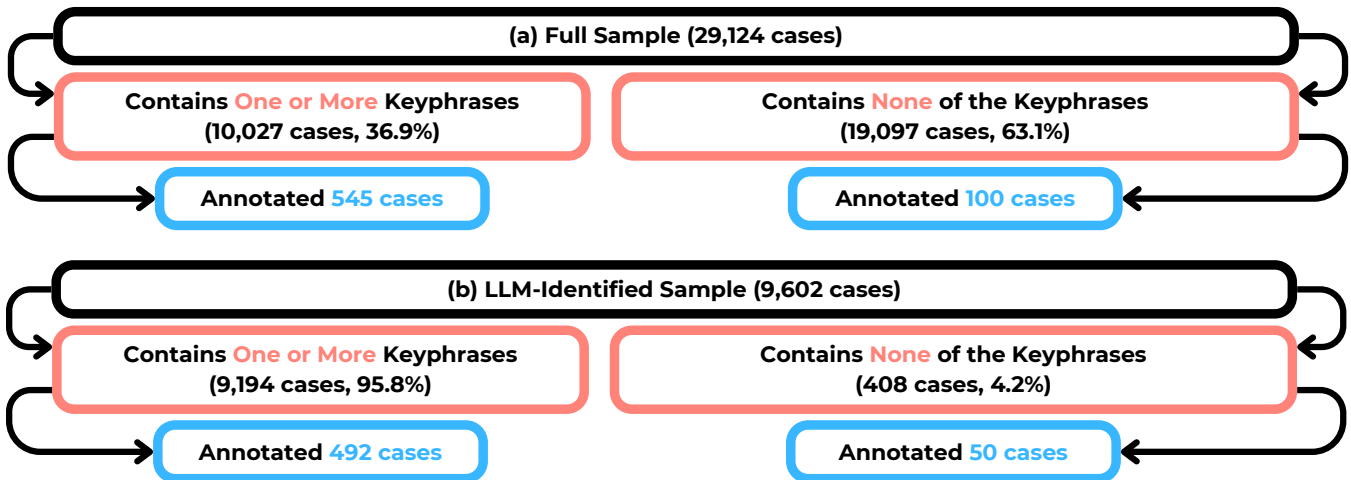 (a) Full Sample (29,124 cases)
Contains One or More Keyphrases
(10,027 cases, 36.9%)
Contains None of the Keyphrases
(19,097 cases, 63.1%)
Annotated 545 cases
Annotated 100 cases
(b) LLM-Identified Sample (9,602 cases)
Contains One or More Keyphrases
(9,194 cases, 95.8%)
Contains None of the Keyphrases
(408 cases, 4.2%)
Annotated 492 cases
Annotated 50 cases